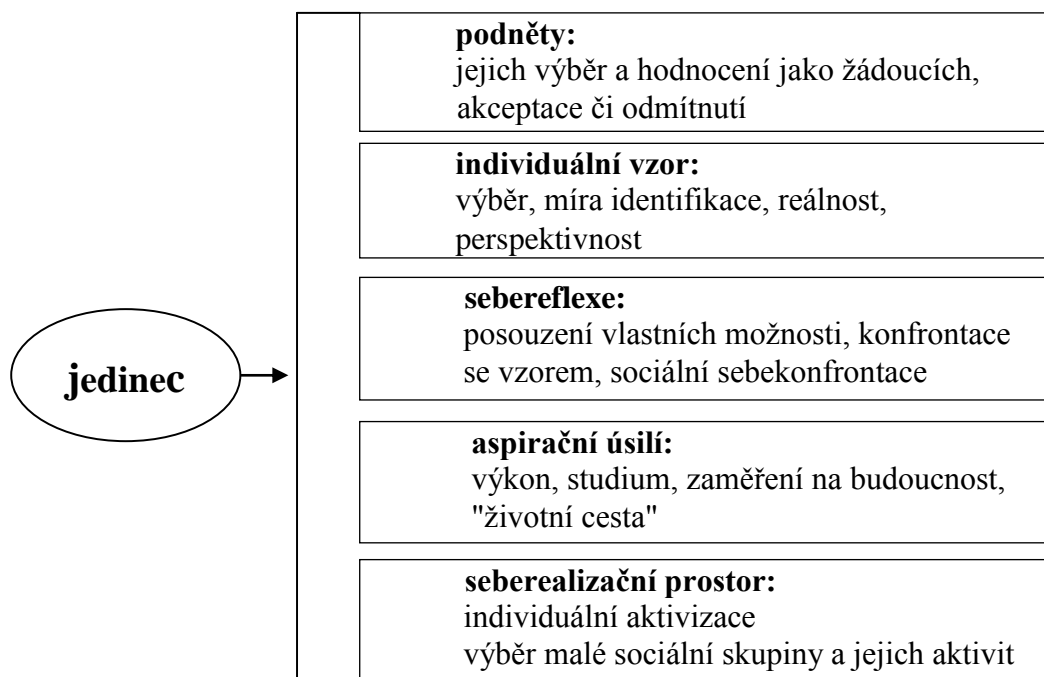 podněty:
jejich výběr a hodnocení jako žádoucích,
akceptace či odmítnutí
individuální vzor:
výběr, míra identifikace, reálnost,
perspektivnost
sebereflexe:
posouzení vlastních možnosti, konfrontace
se vzorem, sociální sebekonfrontace
jedinec
aspirační úsilí:
výkon, studium, zaměření na budoucnost,
"životní cesta"
seberealizační prostor:
individuální aktivizace
výběr malé sociální skupiny a jejich aktivit